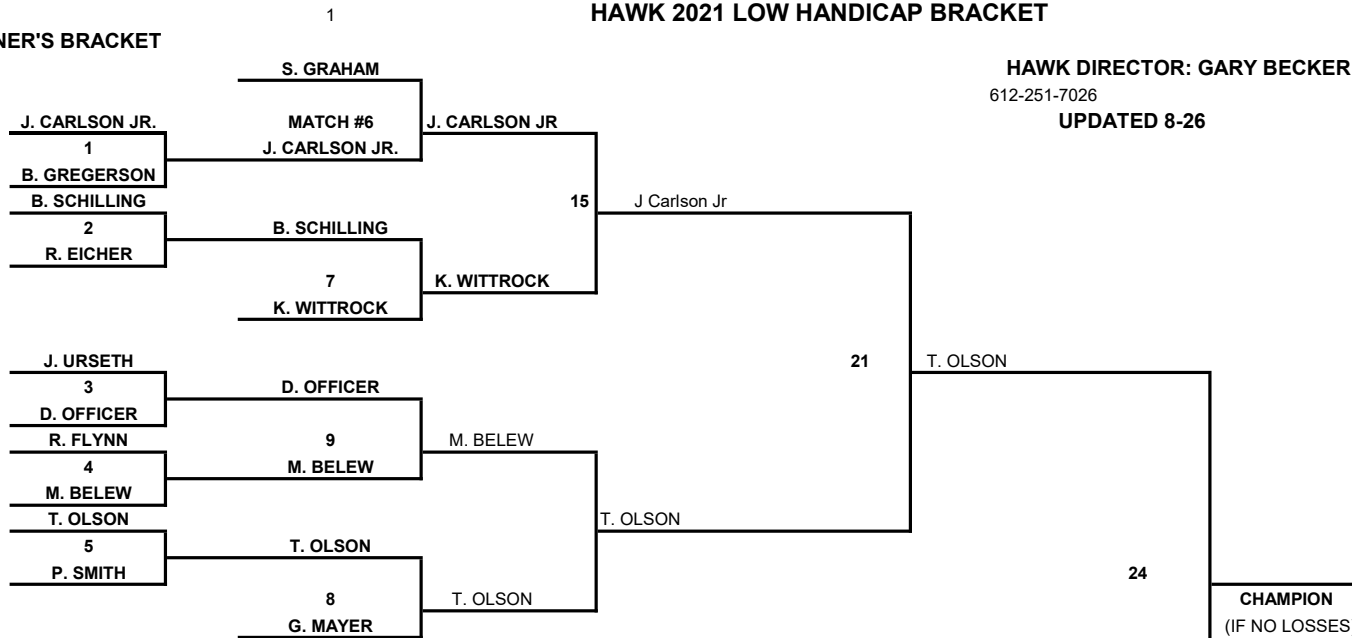 1
HAWK 2021 LOW HANDICAP BRACKET
NER'S BRACKET
S. GRAHAM
HAWK DIRECTOR: GARY BECKER
612-251-7026
J. CARLSON JR.
MATCH #6
J. CARLSON JR
UPDATED 8-26
1
J. CARLSON JR.
B. GREGERSON
B. SCHILLING
15
J Carlson Jr
2
B. SCHILLING
R. EICHER
7
K. WITTROCK
K. WITTROCK
J. URSETH
21
T. OLSON
3
D. OFFICER
D. OFFICER
R. FLYNN
9
M. BELEW
4
M. BELEW
M. BELEW
T. OLSON
T. OLSON
5
T. OLSON
P. SMITH
24
8
T. OLSON
CHAMPION
G. MAYER
(IF NO LOSSES